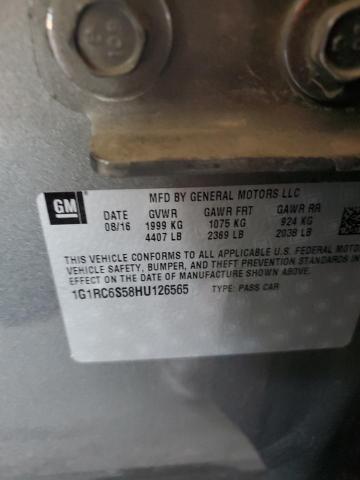 GM
MFD BY GENERAL MOTORS LLC
DATE GVWR GAWR FRT GAWR RR
08/16 1999 KG 1075 KG 924 KG
4407 LB 2369 LB 2038 LB
THIS VEHICLE CONFORMS TO ALL APPLICABLE U.S. FEDERAL MOTOR
VEHICLE SAFETY, BUMPER, AND THEFT PREVENTION STANDARDS IN
EFFECT ON THE DATE OF MANUFACTURE SHOWN ABOVE.
1G1RC6S58HU126565 TYPE: PASS CAR